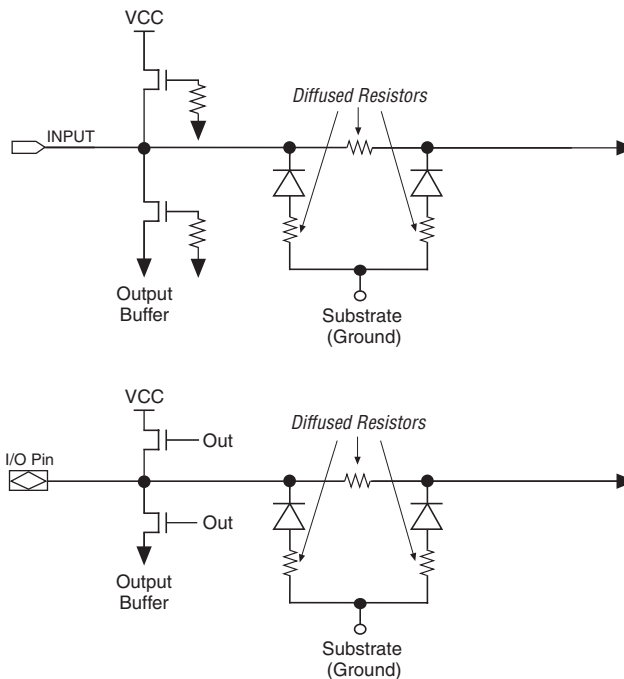 VCC
Diffused Resistors
INPUT
Output
Buffer
Substrate
(Ground)
VCC
Diffused Resistors
Out
I/O Pin
Out
Output
Buffer
Substrate
(Ground)